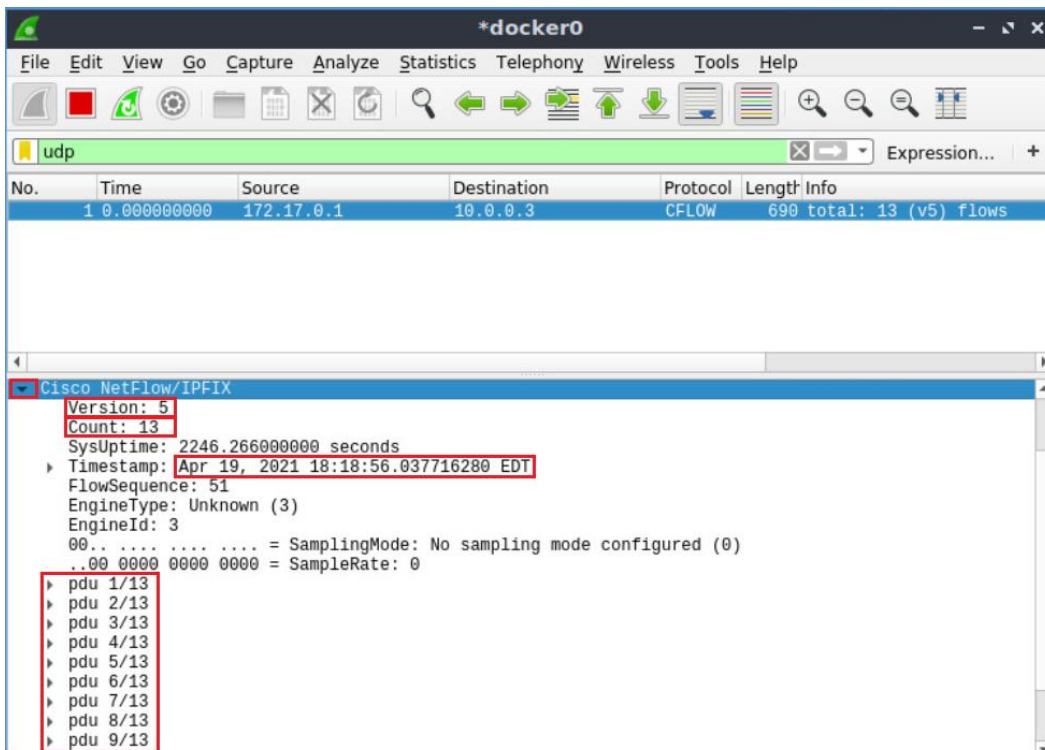 *docker0
File Edit View Go Capture Analyze Statistics Telephony Wireless Tools Help
udp Expression... +
No. Time Source Destination Protocol Length Info
1 0.000000000 172.17.0.1 10.0.0.3 CFLOW 690 total: 13 (v5) flows
Cisco NetFlow/IPFIX
Version: 5
Count: 13
SysUptime: 2246.266000000 seconds
Timestamp: Apr 19, 2021 18:18:56.037716280 EDT
FlowSequence: 51
EngineType: Unknown (3)
EngineId: 3
00.. .... .... .... = SamplingMode: No sampling mode configured (0)
..00 0000 0000 0000 = SampleRate: 0
pdu 1/13
pdu 2/13
pdu 3/13
pdu 4/13
pdu 5/13
pdu 6/13
pdu 7/13
pdu 8/13
pdu 9/13